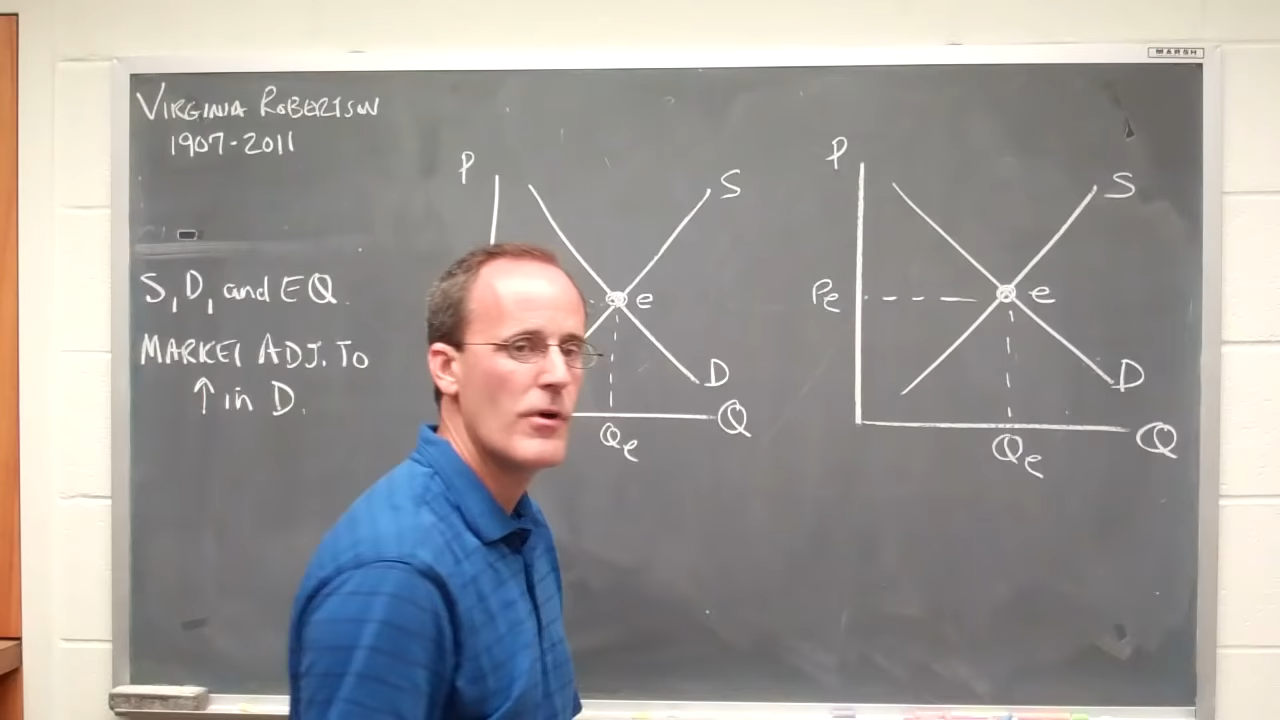 MARSH
VIRGINIA ROBERTSON
1907-2011
S, D, and EQ.
MARKET ADJ. TO
↑ in D.
P
S
e
D
Q
Qe
P
S
Pe
e
D
Q
Qe